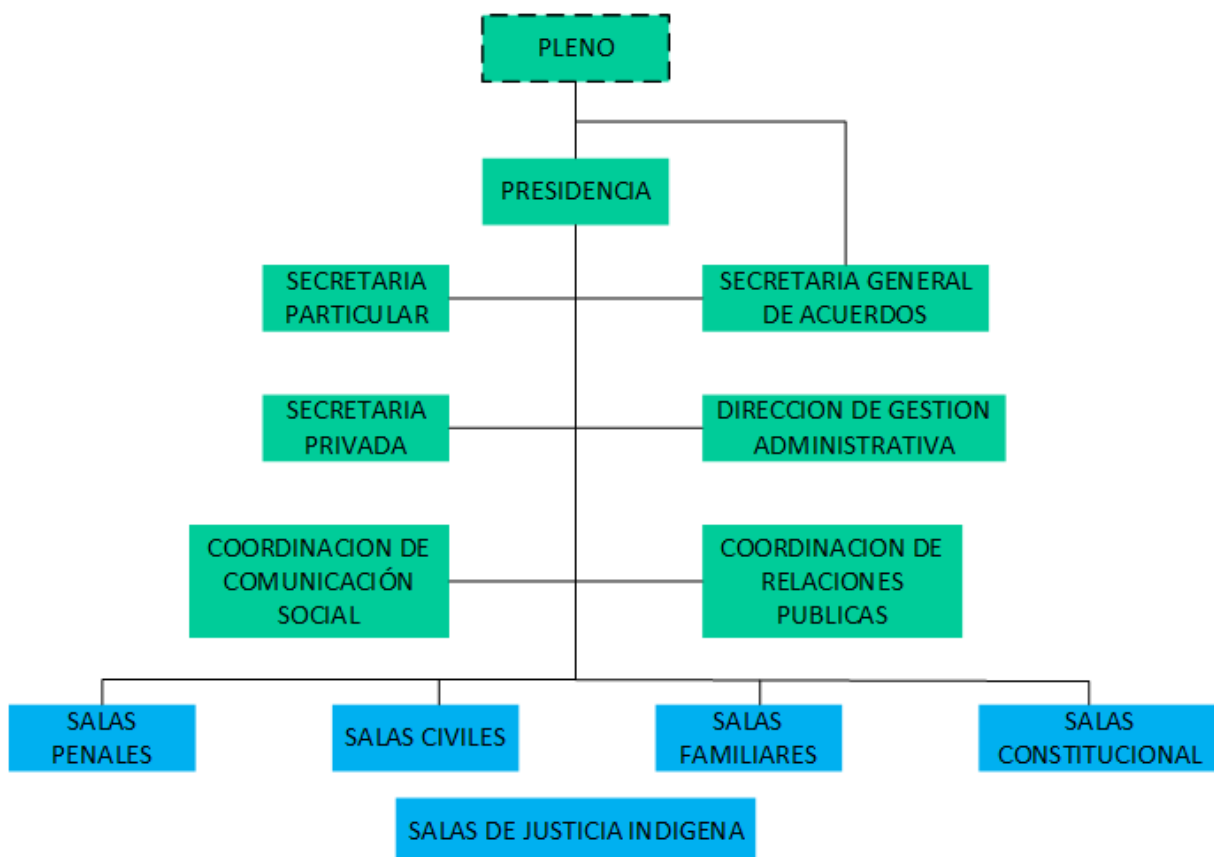 PLENO
PRESIDENCIA
SECRETARIA
PARTICULAR
SECRETARIA GENERAL
DE ACUERDOS
SECRETARIA
PRIVADA
DIRECCION DE GESTION
ADMINISTRATIVA
COORDINACION DE
COMUNICACIÓN
SOCIAL
COORDINACION DE
RELACIONES
PUBLICAS
SALAS
PENALES
SALAS CIVILES
SALAS
FAMILIARES
SALAS
CONSTITUCIONAL
SALAS DE JUSTICIA INDIGENA